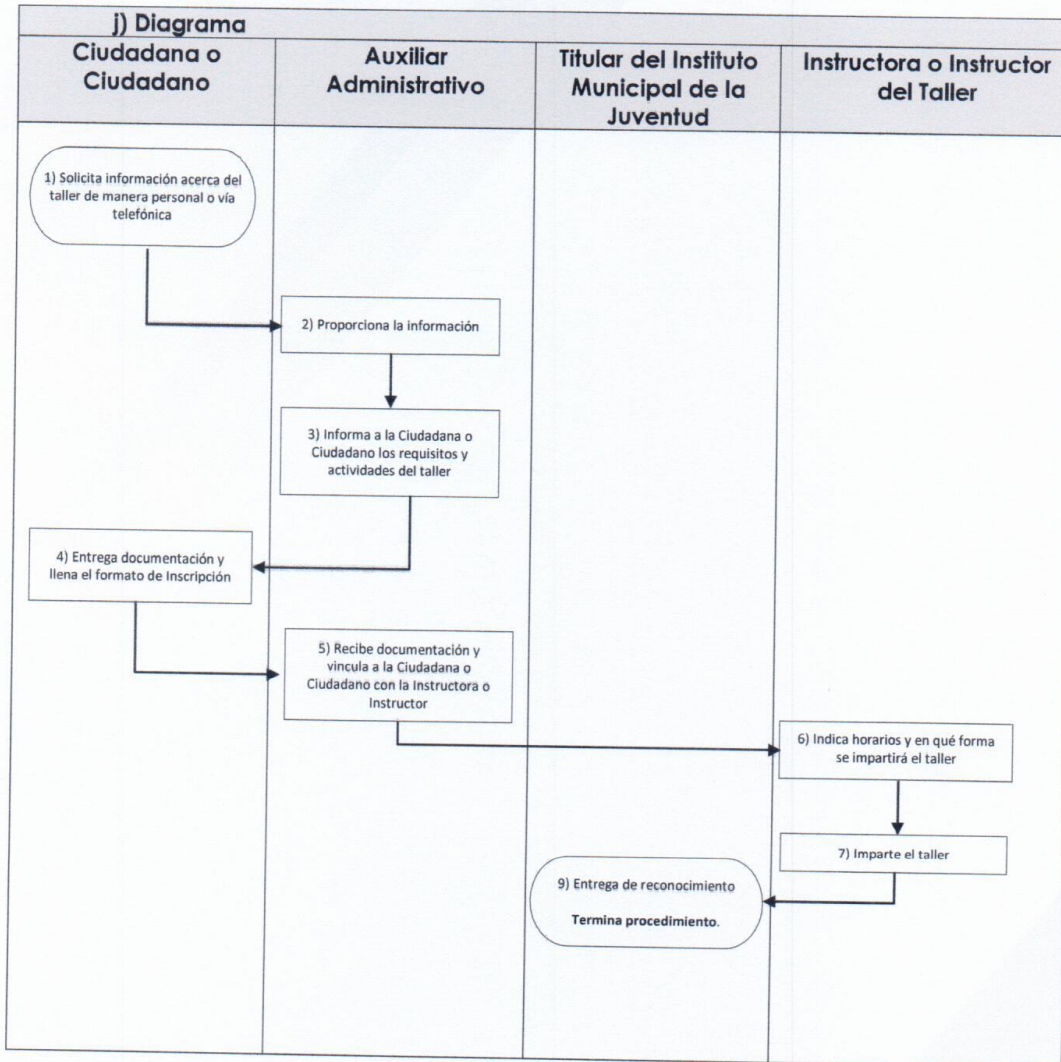 j) Diagrama
Ciudadana o
Ciudadano
Auxiliar
Administrativo
Titular del Instituto
Municipal de la
Juventud
Instructora o Instructor
del Taller
1) Solicita información acerca del
taller de manera personal o vía
telefónica
2) Proporciona la información
3) Informa a la Ciudadana o
Ciudadano los requisitos y
actividades del taller
4) Entrega documentación y
llena el formato de Inscripción
5) Recibe documentación y
vincula a la Ciudadana o
Ciudadano con la Instructora o
Instructor
6) Indica horarios y en qué forma
se impartirá el taller
7) Imparte el taller
9) Entrega de reconocimiento
Termina procedimiento.